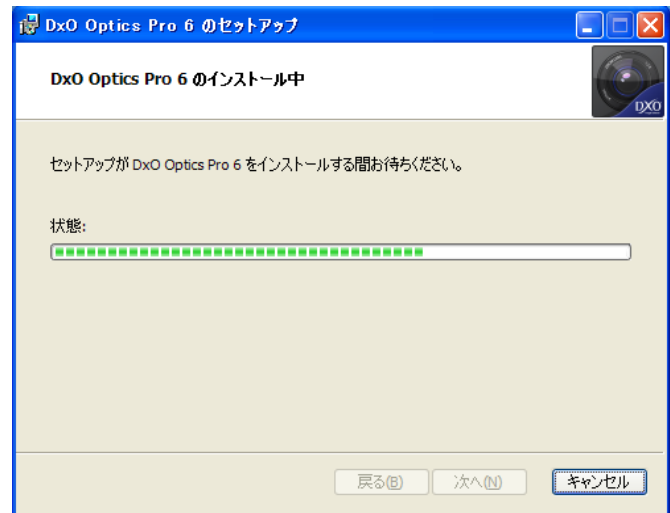 DxO Optics Pro 6 のセットアップ
DxO Optics Pro 6 のインストール中
DXO
セットアップが DxO Optics Pro 6 をインストールする間お待ちください。
状態:
戻る(B) 次へ(N) キャンセル